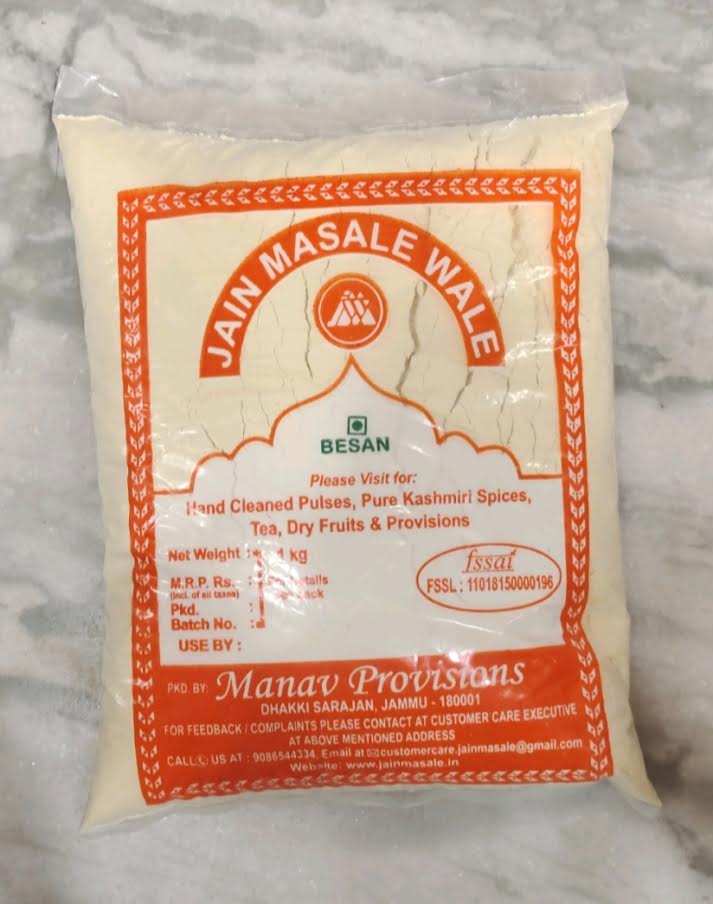 JAIN MASALE WALE
BESAN
Please Visit for:
Hand Cleaned Pulses, Pure Kashmiri Spices,
Tea, Dry Fruits & Provisions
Net Weight : 1 kg
M.R.P. Rs. :
(Incl. of all taxes)
Pkd. :
Batch No. :
USE BY :
fssai
FSSL : 11018150000196
PKD. BY: Manav Provisions
DHAKKI SARAJAN, JAMMU - 180001
FOR FEEDBACK / COMPLAINTS PLEASE CONTACT AT CUSTOMER CARE EXECUTIVE
AT ABOVE MENTIONED ADDRESS
CALL US AT : 9086544334, Email at customercare.jainmasale@gmail.com
Website: www.jainmasale.in